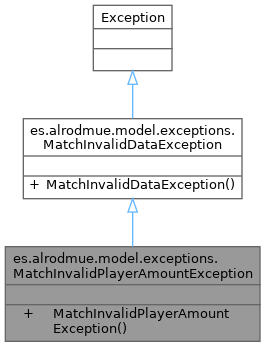 Exception
es.alrodmue.model.exceptions.
MatchInvalidDataException
+ MatchInvalidDataException()
es.alrodmue.model.exceptions.
MatchInvalidPlayerAmountException
+ MatchInvalidPlayerAmount
Exception()